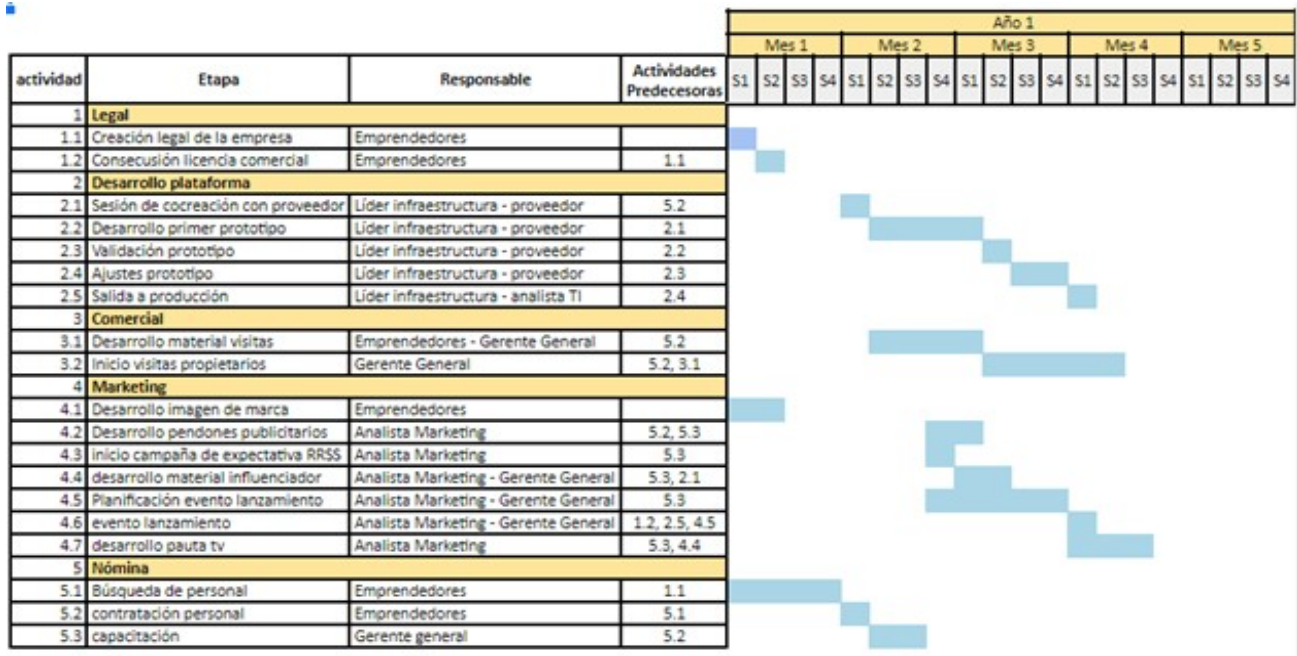 Año 1
Mes 1 Mes 2 Mes 3 Mes 4 Mes 5
actividad Etapa Responsable Actividades Predecesoras S1 S2 S3 S4 S1 S2 S3 S4 S1 S2 S3 S4 S1 S2 S3 S4 S1 S2 S3 S4
1 Legal
1.1 Creación legal de la empresa Emprendedores
1.2 Consecusión licencia comercial Emprendedores 1.1
2 Desarrollo plataforma
2.1 Sesión de cocreación con proveedor Líder infraestructura - proveedor 5.2
2.2 Desarrollo primer prototipo Líder infraestructura - proveedor 2.1
2.3 Validación prototipo Líder infraestructura - proveedor 2.2
2.4 Ajustes prototipo Líder infraestructura - proveedor 2.3
2.5 Salida a producción Líder infraestructura - analista TI 2.4
3 Comercial
3.1 Desarrollo material visitas Emprendedores - Gerente General 5.2
3.2 Inicio visitas propietarios Gerente General 5.2, 3.1
4 Marketing
4.1 Desarrollo imagen de marca Emprendedores
4.2 Desarrollo pendones publicitarios Analista Marketing 5.2, 5.3
4.3 inicio campaña de expectativa RRSS Analista Marketing 5.3
4.4 desarrollo material influenciador Analista Marketing - Gerente General 5.3, 2.1
4.5 Planificación evento lanzamiento Analista Marketing - Gerente General 5.3
4.6 evento lanzamiento Analista Marketing - Gerente General 1.2, 2.5, 4.5
4.7 desarrollo pauta tv Analista Marketing 5.3, 4.4
5 Nómina
5.1 Búsqueda de personal Emprendedores 1.1
5.2 contratación personal Emprendedores 5.1
5.3 capacitación Gerente general 5.2